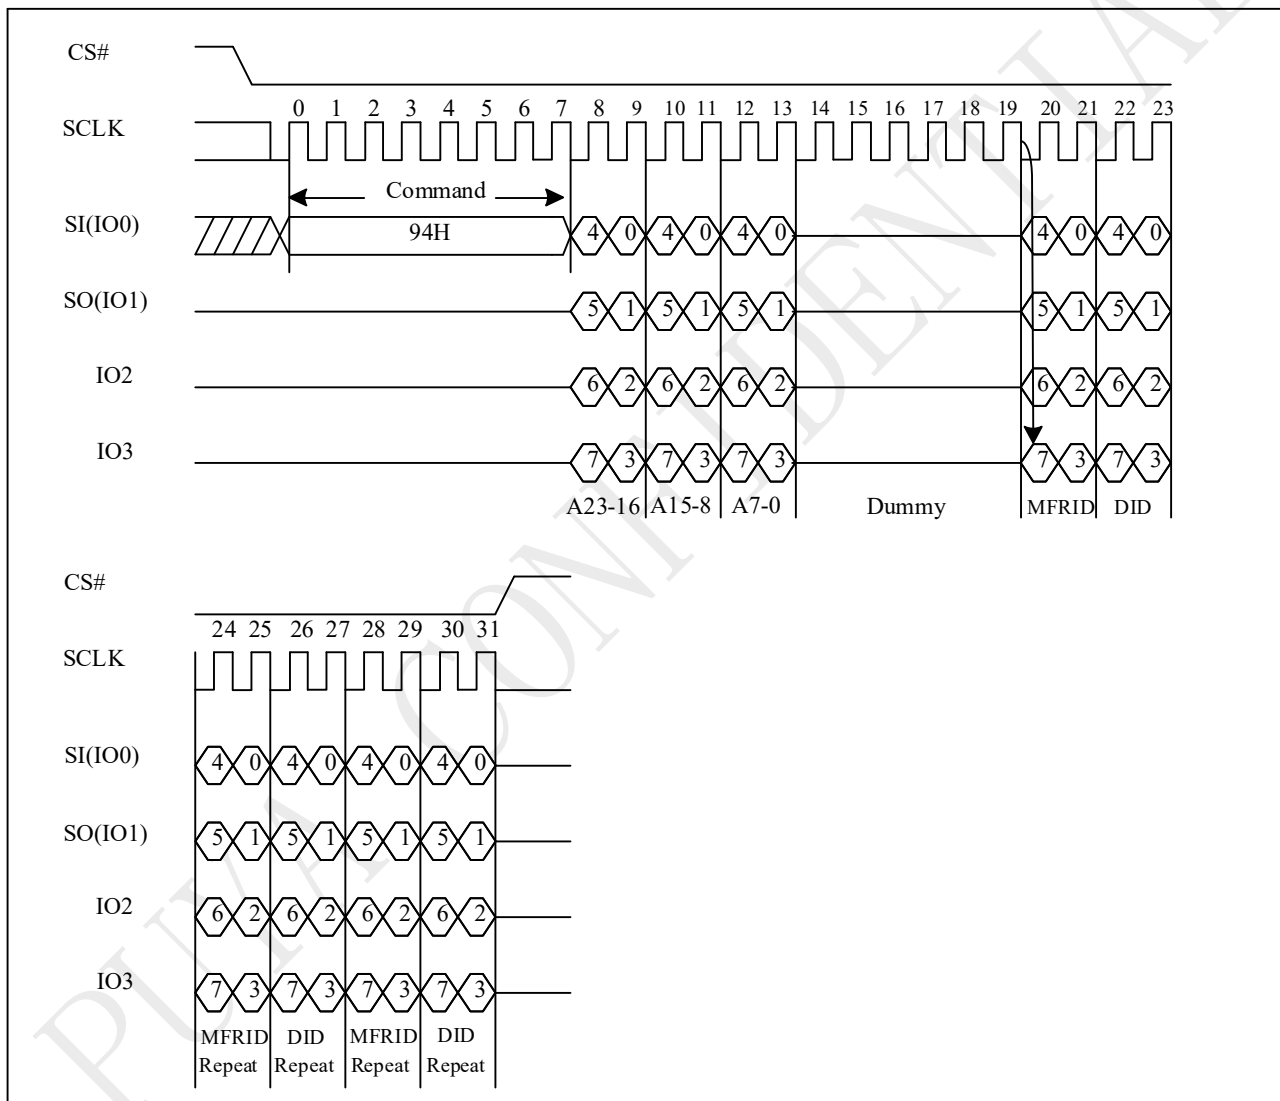 CS#
0 1 2 3 4 5 6 7 8 9 10 11 12 13 14 15 16 17 18 19 20 21 22 23
SCLK
Command
SI(IO0) 94H 4 0 4 0 4 0 4 0 4 0
SO(IO1) 5 1 5 1 5 1 5 1 5 1
IO2 6 2 6 2 6 2 6 2 6 2
IO3 7 3 7 3 7 3 7 3 7 3
A23-16 A15-8 A7-0 Dummy MFRID DID
CS#
24 25 26 27 28 29 30 31
SCLK
SI(IO0) 4 0 4 0 4 0 4 0
SO(IO1) 5 1 5 1 5 1 5 1
IO2 6 2 6 2 6 2 6 2
IO3 7 3 7 3 7 3 7 3
MFRID DID MFRID DID
Repeat Repeat Repeat Repeat
PUYA CONFIDENTIAL